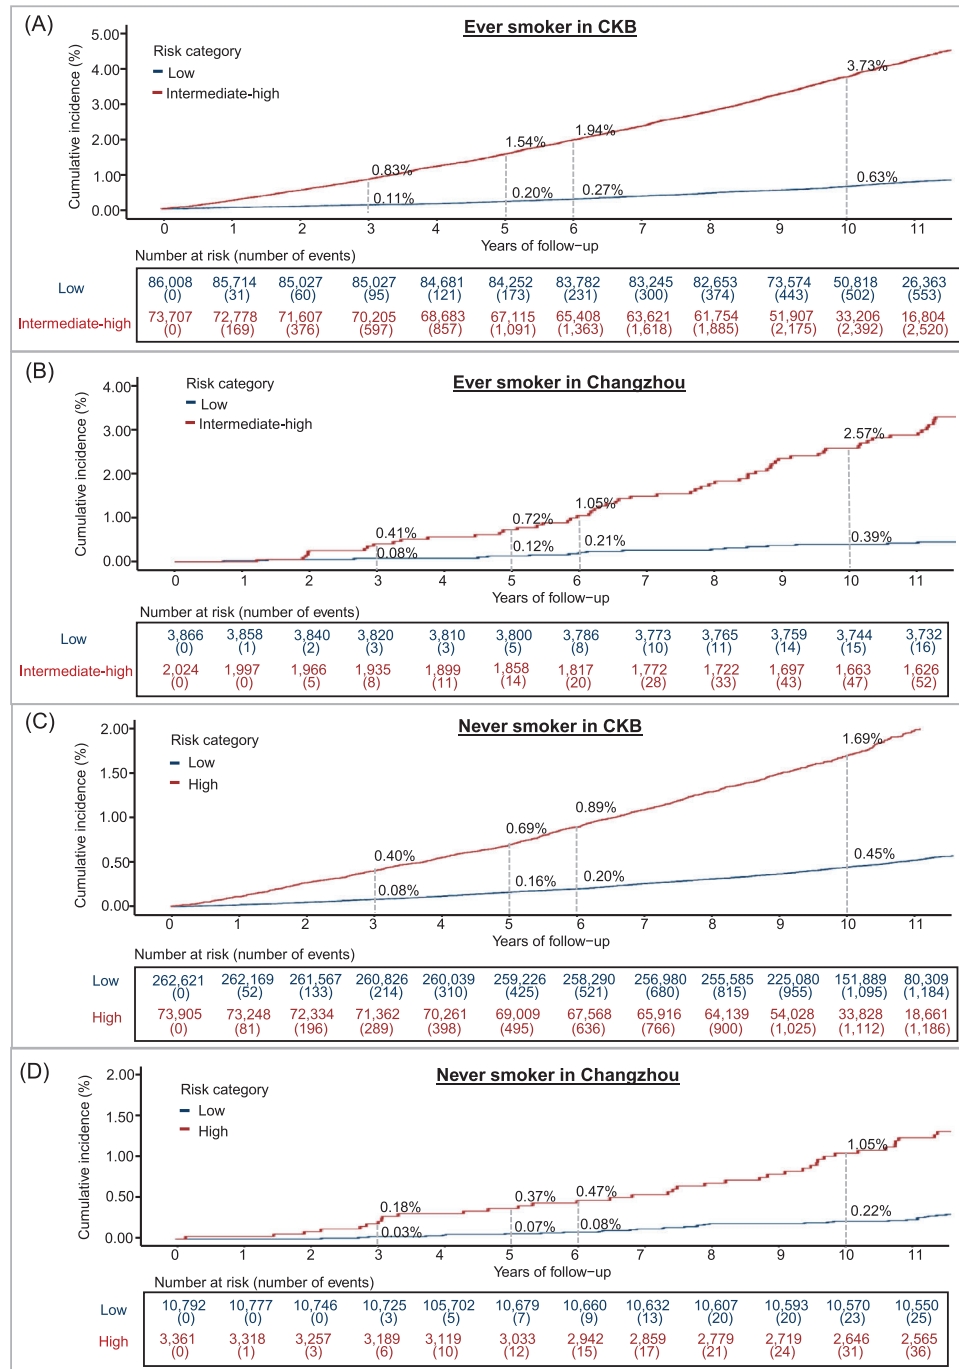 (A)
Ever smoker in CKB
Risk category
Low
Intermediate-high
Cumulative incidence (%)
5.00
4.00
3.00
2.00
1.00
0.00
0.83%
1.54%
1.94%
3.73%
0.11%
0.20%
0.27%
0.63%
0 1 2 3 4 5 6 7 8 9 10 11
Years of follow-up
Number at risk (number of events)
Low 86,008 85,714 85,027 85,027 84,681 84,252 83,782 83,245 82,653 73,574 50,818 26,363
(0) (31) (60) (95) (121) (173) (231) (300) (374) (443) (502) (553)
Intermediate-high 73,707 72,778 71,607 70,205 68,683 67,115 65,408 63,621 61,754 51,907 33,206 16,804
(0) (169) (376) (597) (857) (1,091) (1,363) (1,618) (1,885) (2,175) (2,392) (2,520)
(B)
Ever smoker in Changzhou
Risk category
Low
Intermediate-high
Cumulative incidence (%)
4.00
3.00
2.00
1.00
0.00
0.41%
0.72%
1.05%
2.57%
0.08%
0.12%
0.21%
0.39%
0 1 2 3 4 5 6 7 8 9 10 11
Years of follow-up
Number at risk (number of events)
Low 3,866 3,858 3,840 3,820 3,810 3,800 3,786 3,773 3,765 3,759 3,744 3,732
(0) (1) (2) (3) (3) (5) (8) (10) (11) (14) (15) (16)
Intermediate-high 2,024 1,997 1,966 1,935 1,899 1,858 1,817 1,772 1,722 1,697 1,663 1,626
(0) (0) (5) (8) (11) (14) (20) (28) (33) (43) (47) (52)
(C)
Never smoker in CKB
Risk category
Low
High
Cumulative incidence (%)
2.00
1.50
1.00
0.50
0.00
0.40%
0.69%
0.89%
1.69%
0.08%
0.16%
0.20%
0.45%
0 1 2 3 4 5 6 7 8 9 10 11
Years of follow-up
Number at risk (number of events)
Low 262,621 262,169 261,567 260,826 260,039 259,226 258,290 256,980 255,585 225,080 151,889 80,309
(0) (52) (133) (214) (310) (425) (521) (680) (815) (955) (1,095) (1,184)
High 73,905 73,248 72,334 71,362 70,261 69,009 67,568 65,916 64,139 54,028 33,828 18,661
(0) (81) (196) (289) (398) (495) (636) (766) (900) (1,025) (1,112) (1,186)
(D)
Never smoker in Changzhou
Risk category
Low
High
Cumulative incidence (%)
2.00
1.50
1.00
0.50
0.00
0.18%
0.37%
0.47%
1.05%
0.03%
0.07%
0.08%
0.22%
0 1 2 3 4 5 6 7 8 9 10 11
Years of follow-up
Number at risk (number of events)
Low 10,792 10,777 10,746 10,725 105,702 10,679 10,660 10,632 10,607 10,593 10,570 10,550
(0) (0) (0) (3) (5) (7) (9) (13) (20) (20) (23) (25)
High 3,361 3,318 3,257 3,189 3,119 3,033 2,942 2,859 2,779 2,719 2,646 2,565
(0) (1) (3) (6) (10) (12) (15) (17) (21) (24) (31) (36)